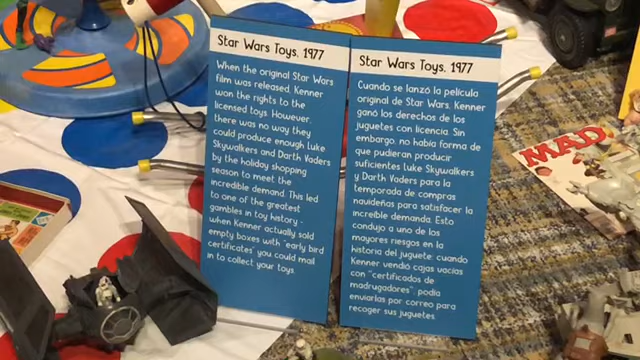 Star Wars Toys, 1977
When the original Star Wars
film was released, Kenner
won the rights to the
licensed toys. However,
there was no way they
could produce enough Luke
Skywalkers and Darth Vaders
by the holiday shopping
season to meet the
incredible demand. This led
to one of the greatest
gambles in toy history -
when Kenner actually sold
empty boxes with "early bird
certificates" you could mail
in to collect your toys
Star Wars Toys, 1977
Cuando se lanzó la película
original de Star Wars, Kenner
ganó los derechos de los
juguetes con licencia. Sin
embargo, no había forma de
que pudieran producir
suficientes Luke Skywalkers
y Darth Vaders para la
temporada de compras
navideñas para satisfacer la
increíble demanda. Esto
condujo a uno de los
mayores riesgos en la
historia del juguete: cuando
Kenner vendió cajas vacías
con "certificados de
madrugadores" podía
enviarlas por correo para
recoger sus juguetes
MAD